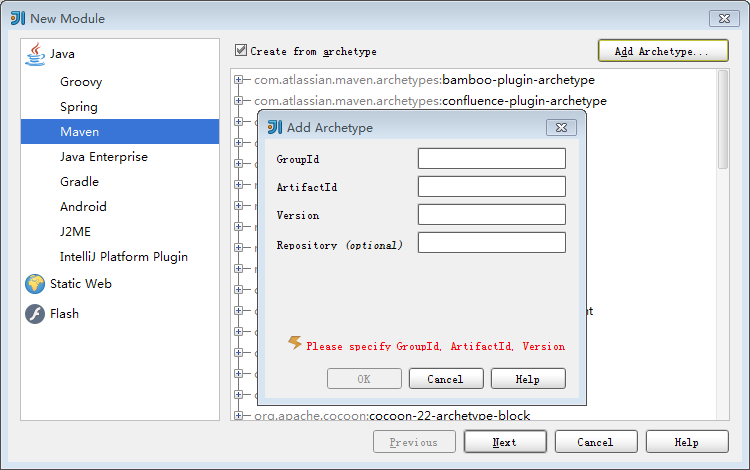 New Module
Java
Groovy
Spring
Maven
Java Enterprise
Gradle
Android
J2ME
IntelliJ Platform Plugin
Static Web
Flash
Create from archetype
Add Archetype...
com.atlassian.maven.archetypes:bamboo-plugin-archetype
com.atlassian.maven.archetypes:confluence-plugin-archetype
Add Archetype
GroupId
ArtifactId
Version
Repository (optional)
Please specify GroupId, ArtifactId, Version
OK
Cancel
Help
org.apache.cocoon:cocoon-22-archetype-block
Previous
Next
Cancel
Help